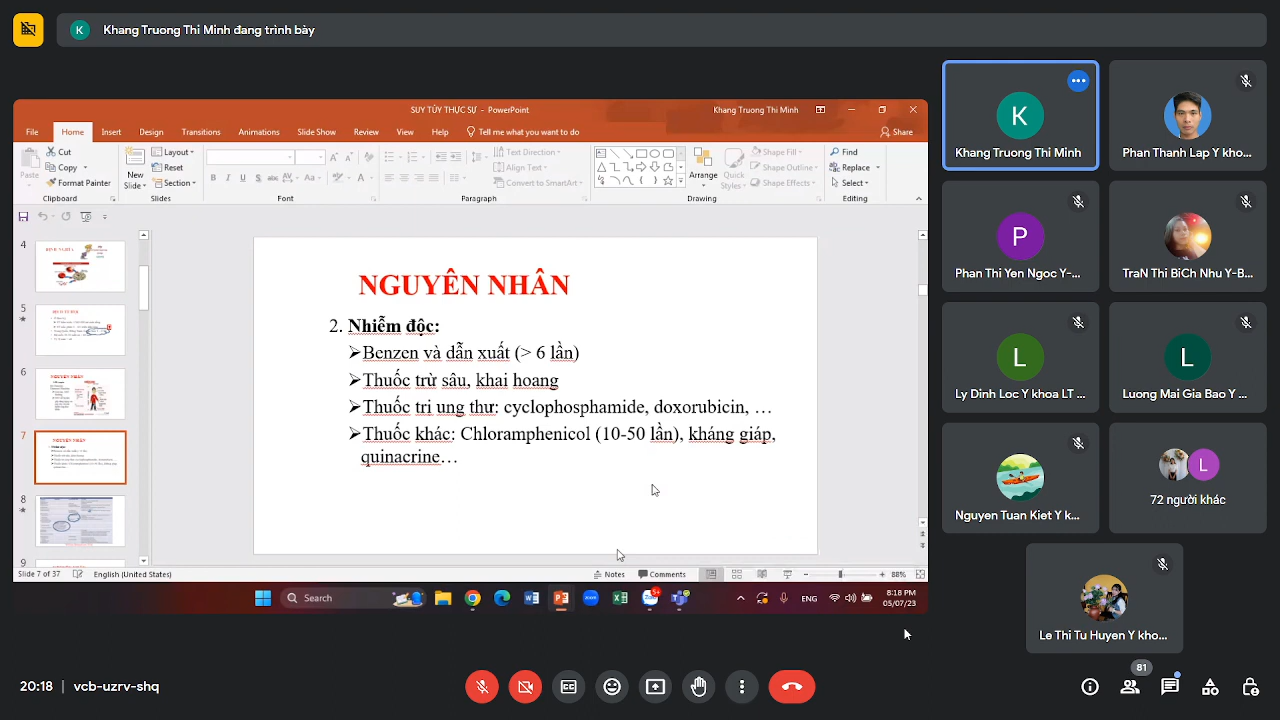 Khang Truong Thi Minh đang trình bày
SUY TỦY THỰC SỰ - PowerPoint
Khang Truong Thi Minh
File Home Insert Design Transitions Animations Slide Show Review View Help Tell me what you want to do Share
Paste
Cut
Copy
Format Painter
Clipboard
New Slide
Layout
Reset
Section
Slides
Font
Paragraph
Text Direction
Align Text
Convert to SmartArt
Arrange
Quick Styles
Shape Fill
Shape Outline
Shape Effects
Drawing
Find
Replace
Select
Editing
4
5
6
7
8
9
NGUYÊN NHÂN
2. Nhiễm độc:
Benzen và dẫn xuất (> 6 lần)
Thuốc trừ sâu, khai hoang
Thuốc trị ung thư: cyclophosphamide, doxorubicin, …
Thuốc khác: Chloramphenicol (10-50 lần), kháng giáp,
quinacrine…
Slide 7 of 37 English (United States) Notes Comments 88%
Search
ENG
8:18 PM
05/07/23
K
Khang Truong Thi Minh
Phan Thanh Lap Y k...
P
Phan Thi Yen Ngoc Y-...
TraN Thi BiCh Nhu Y-B...
L
Ly Dinh Loc Y khoa LT ...
L
Luong Mai Gia Bao Y ...
Nguyen Tuan Kiet Y k...
L
72 người khác
Le Thi Tu Huyen Y kho...
20:18 | vcb-uzrv-shq
81